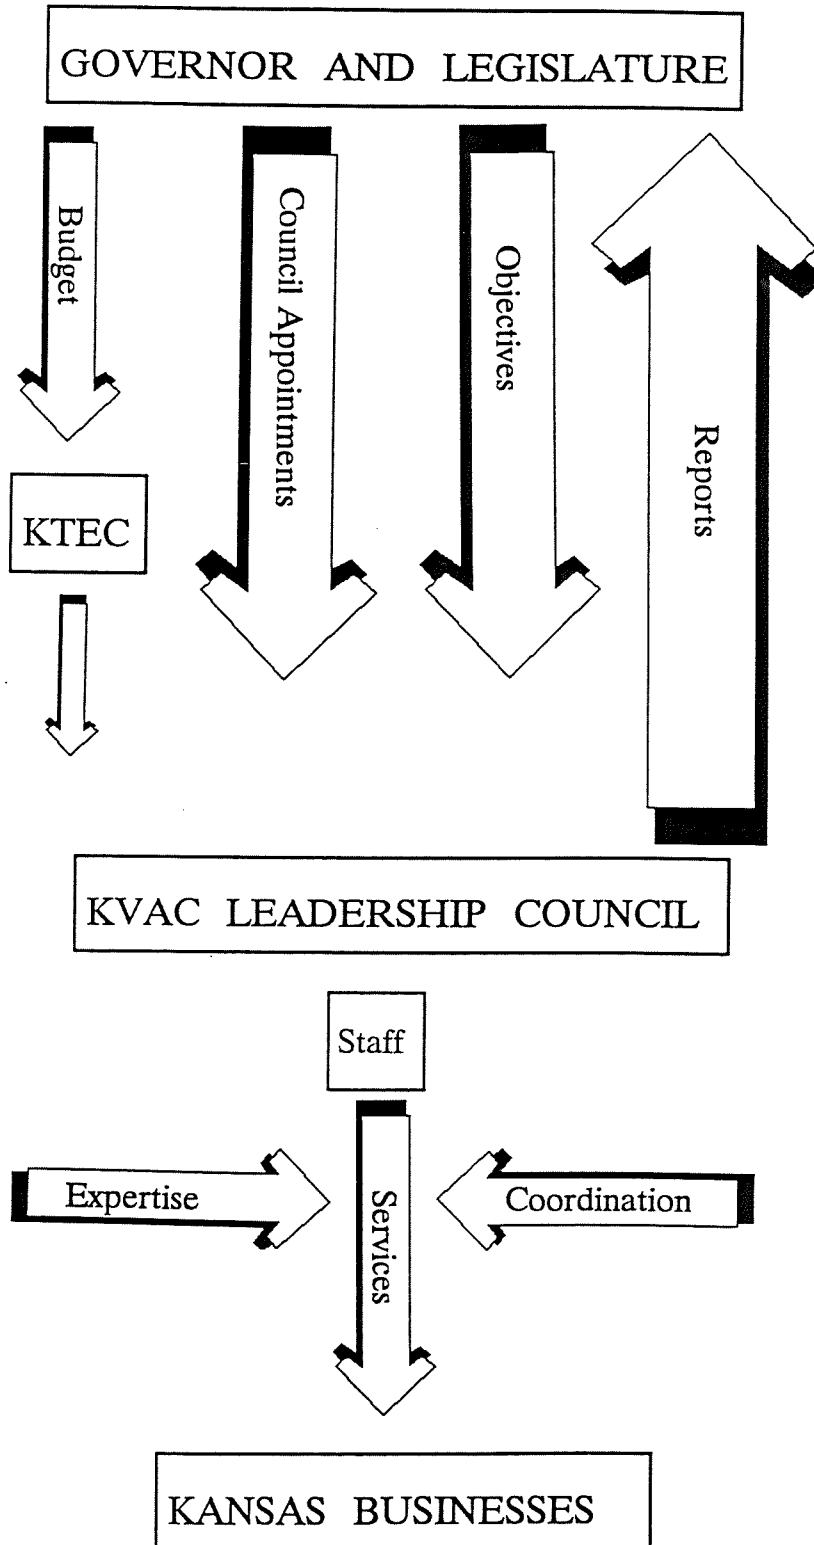 GOVERNOR AND LEGISLATURE
Budget
Council Appointments
Objectives
Reports
KTEC
KVAC LEADERSHIP COUNCIL
Staff
Expertise
Services
Coordination
KANSAS BUSINESSES